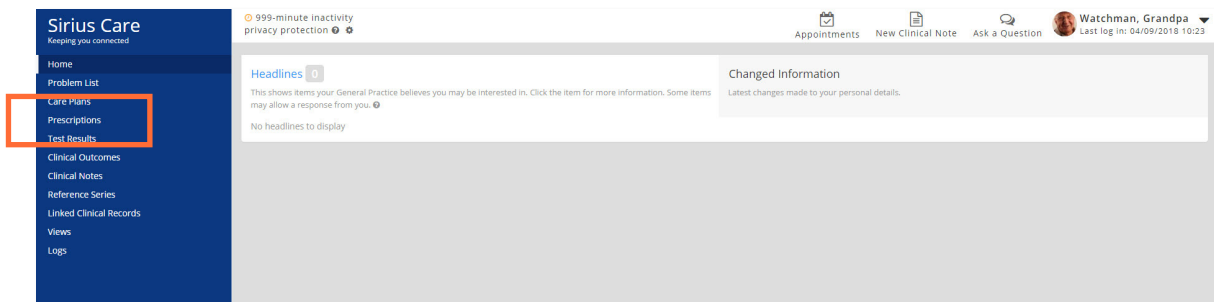 Sirius Care
Keeping you connected
Home
Problem List
Care Plans
Prescriptions
Test Results
Clinical Outcomes
Clinical Notes
Reference Series
Linked Clinical Records
Views
Logs
999-minute inactivity
privacy protection
Appointments
New Clinical Note
Ask a Question
Watchman, Grandpa
Last log in: 04/09/2018 10:23
Headlines 0
This shows items your General Practice believes you may be interested in. Click the item for more information. Some items
may allow a response from you.
No headlines to display
Changed Information
Latest changes made to your personal details.